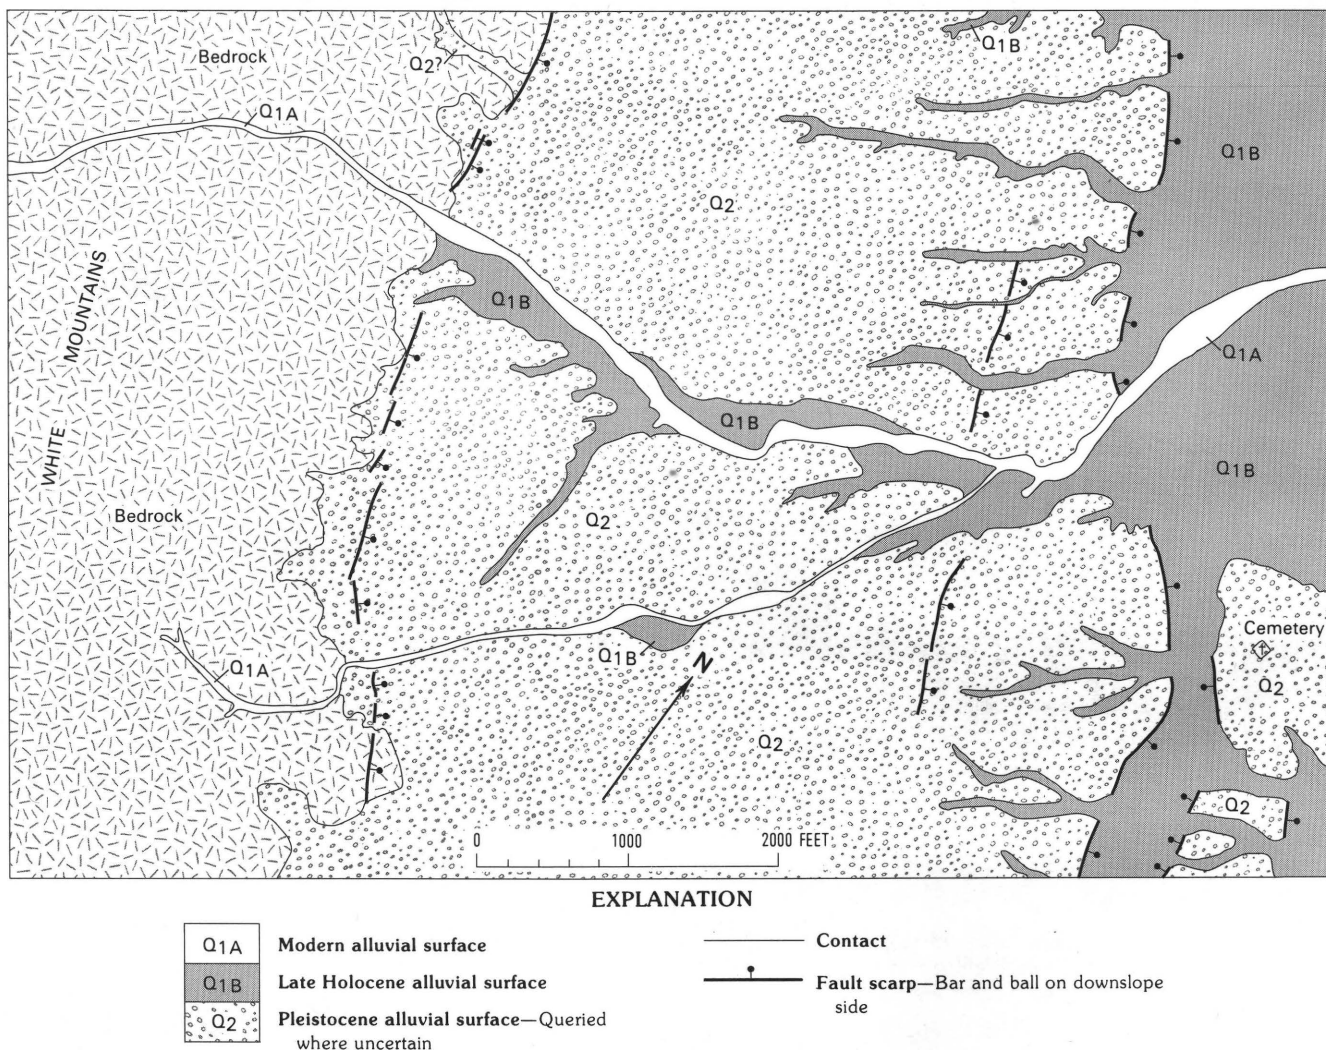 Bedrock
Q2?
Q1B
Q1A
Q1B
Q2
WHITE MOUNTAINS
Q1B
Q1A
Q1B
Q1B
Bedrock
Q2
Cemetery
Q1B
N
Q1A
Q2
Q2
Q2
0 1000 2000 FEET
EXPLANATION
Q1A Modern alluvial surface
Q1B Late Holocene alluvial surface
Q2 Pleistocene alluvial surface—Queried
where uncertain
Contact
Fault scarp—Bar and ball on downslope
side